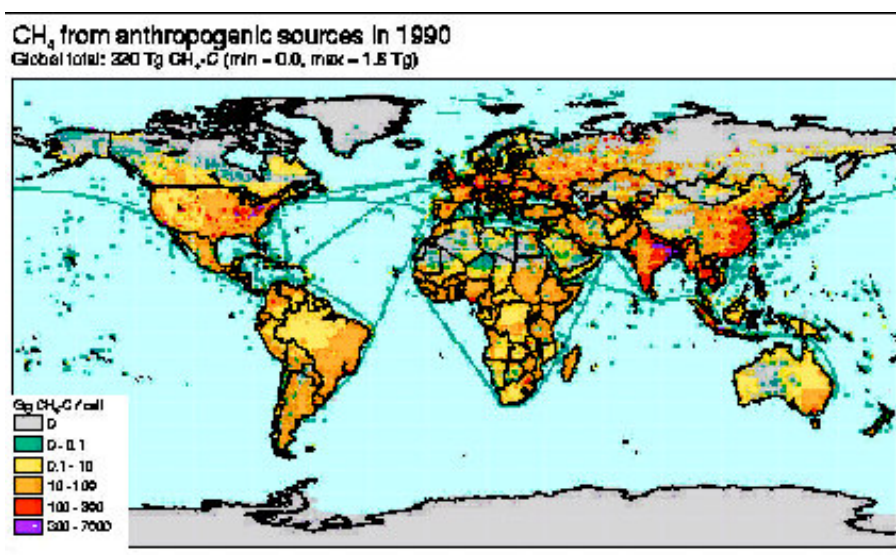 CH₄ from anthropogenic sources in 1990
Global total: 320 Tg CH₄-C (min = 0.0, max = 1.8 Tg)
Gg CH₄-C / cell
0
0 - 0.1
0.1 - 10
10 - 100
100 - 300
300 - 7000